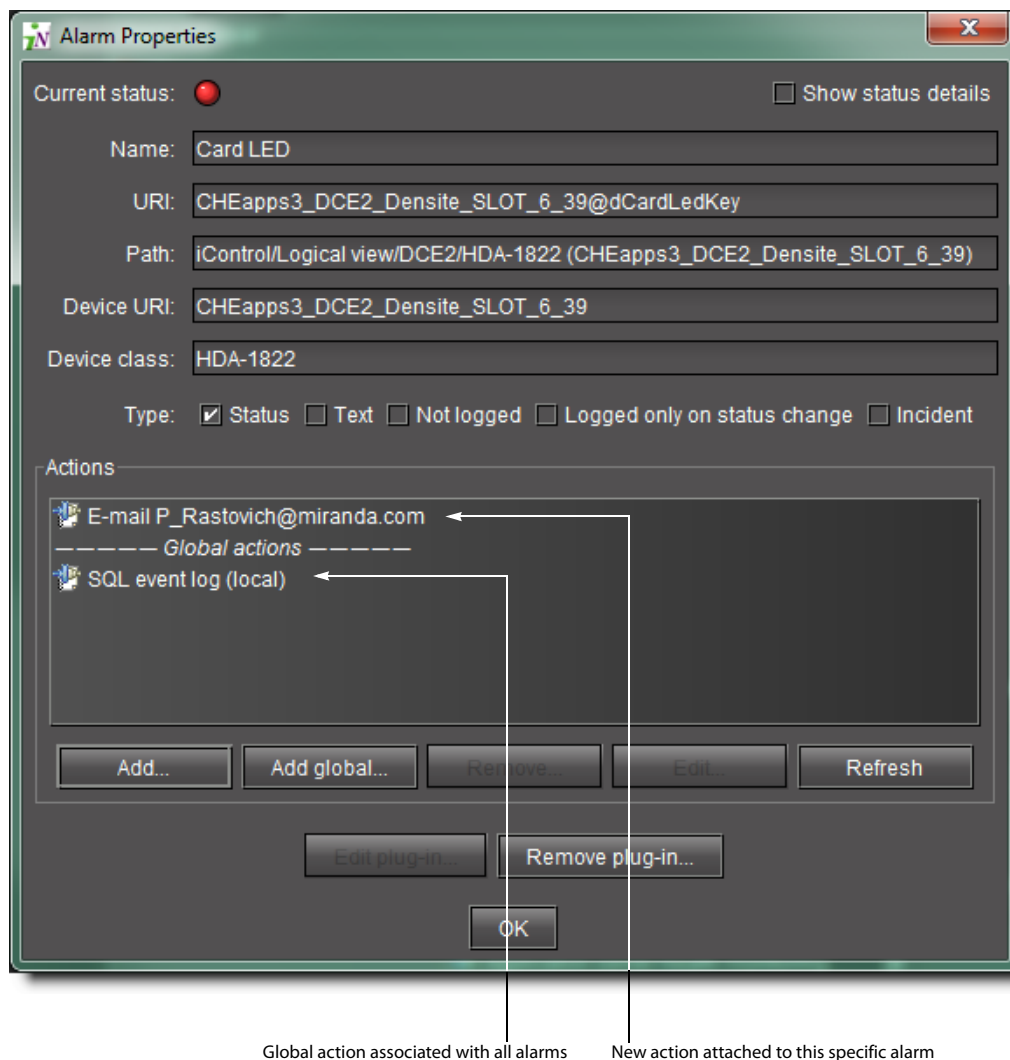 iN Alarm Properties
Current status: Show status details
Name: Card LED
URI: CHEapps3_DCE2_Densite_SLOT_6_39@dCardLedKey
Path: iControl/Logical view/DCE2/HDA-1822 (CHEapps3_DCE2_Densite_SLOT_6_39)
Device URI: CHEapps3_DCE2_Densite_SLOT_6_39
Device class: HDA-1822
Type: Status Text Not logged Logged only on status change Incident
Actions
E-mail P_Rastovich@miranda.com
————— Global actions —————
SQL event log (local)
Add... Add global... Remove... Edit... Refresh
Edit plug-in... Remove plug-in...
OK
Global action associated with all alarms New action attached to this specific alarm